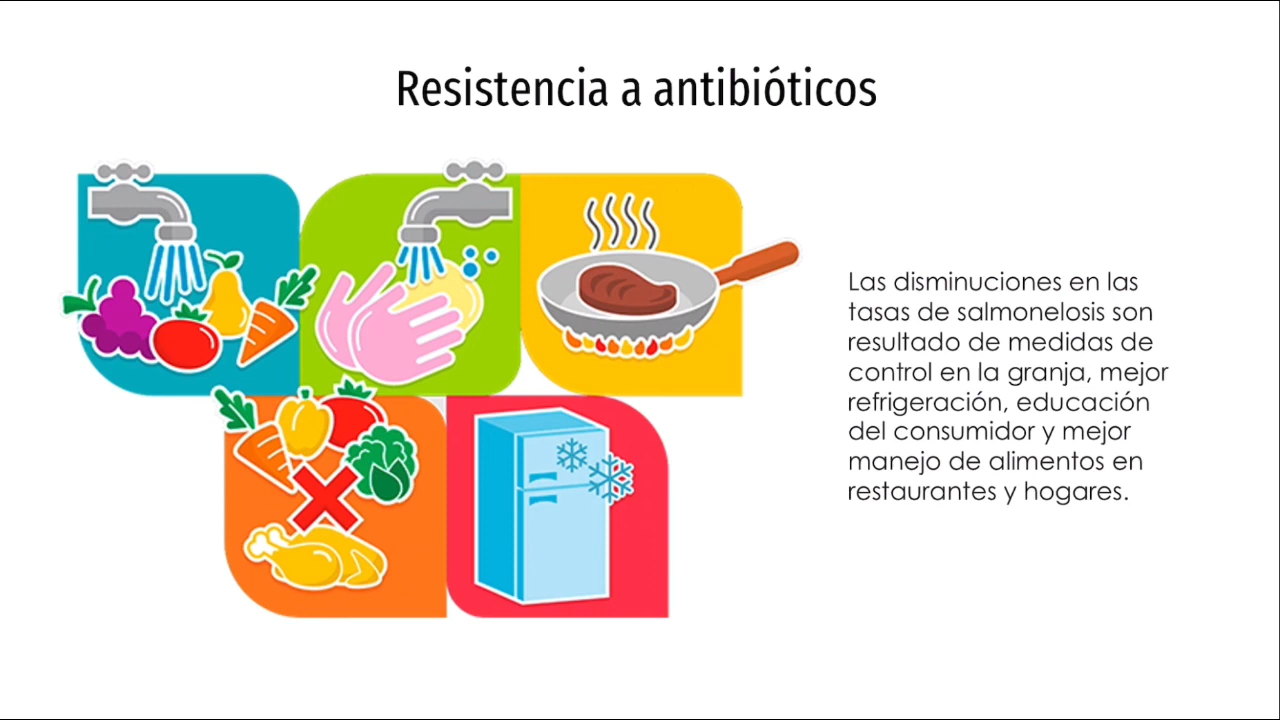 Resistencia a antibióticos
Las disminuciones en las
tasas de salmonelosis son
resultado de medidas de
control en la granja, mejor
refrigeración, educación
del consumidor y mejor
manejo de alimentos en
restaurantes y hogares.